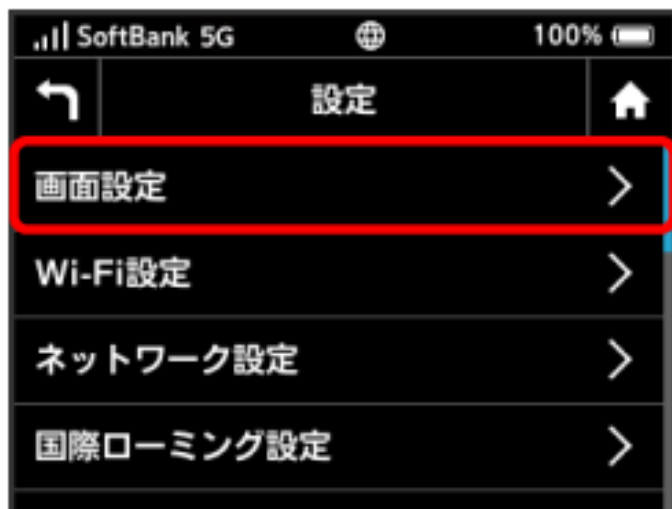 SoftBank 5G 100%
設定
画面設定
Wi-Fi設定
ネットワーク設定
国際ローミング設定